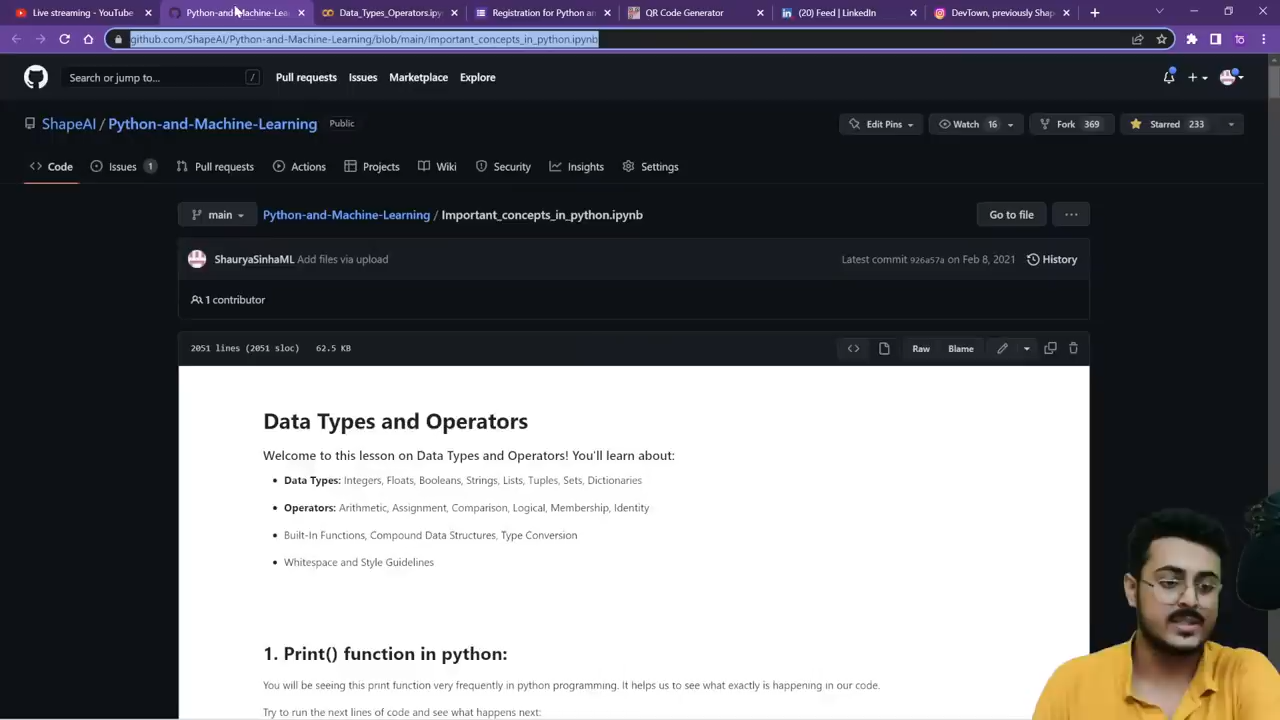 Live streaming - YouTube
Python-and-Machine-Lea
Data_Types_Operators.ipyn
Registration for Python an
QR Code Generator
(20) Feed | LinkedIn
DevTown, previously Shap
github.com/ShapeAI/Python-and-Machine-Learning/blob/main/Important_concepts_in_python.ipynb
Search or jump to... /
Pull requests Issues Marketplace Explore
ShapeAI / Python-and-Machine-Learning Public
Edit Pins Watch 16 Fork 369 Starred 233
Code Issues 1 Pull requests Actions Projects Wiki Security Insights Settings
main Python-and-Machine-Learning / Important_concepts_in_python.ipynb Go to file ...
ShauryaSinhaML Add files via upload Latest commit 926a57a on Feb 8, 2021 History
1 contributor
2051 lines (2051 sloc) 62.5 KB Raw Blame
Data Types and Operators
Welcome to this lesson on Data Types and Operators! You'll learn about:
• Data Types: Integers, Floats, Booleans, Strings, Lists, Tuples, Sets, Dictionaries
• Operators: Arithmetic, Assignment, Comparison, Logical, Membership, Identity
• Built-In Functions, Compound Data Structures, Type Conversion
• Whitespace and Style Guidelines
1. Print() function in python:
You will be seeing this print function very frequently in python programming. It helps us to see what exactly is happening in our code.
Try to run the next lines of code and see what happens next: